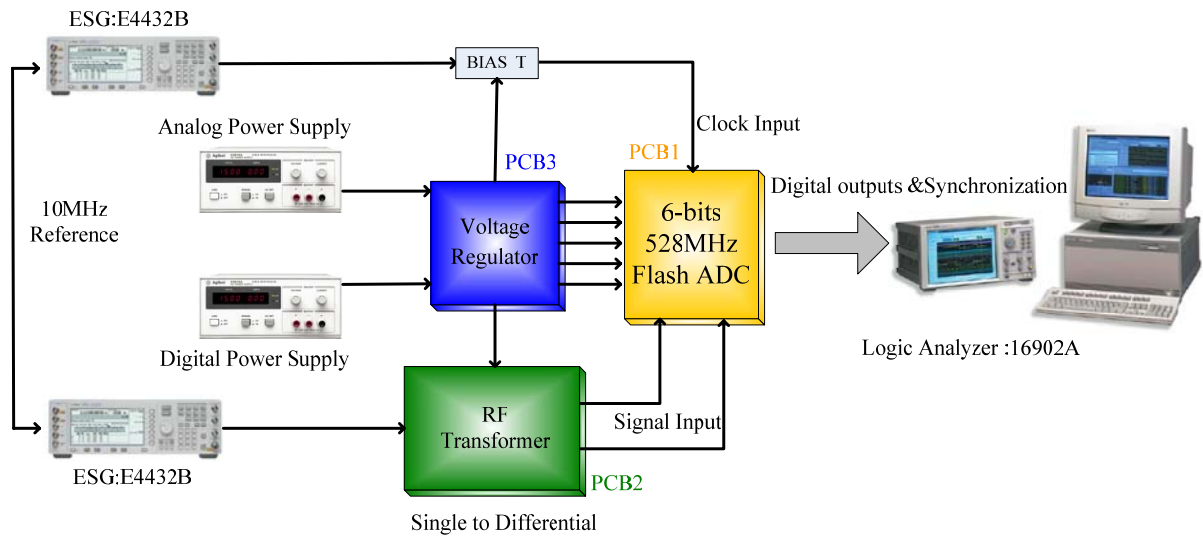 ESG:E4432B
BIAS T
Clock Input
Analog Power Supply
PCB3
PCB1
10MHz
Reference
Voltage
Regulator
6-bits
528MHz
Flash ADC
Digital outputs &Synchronization
Logic Analyzer :16902A
Digital Power Supply
RF
Transformer
Signal Input
ESG:E4432B
PCB2
Single to Differential